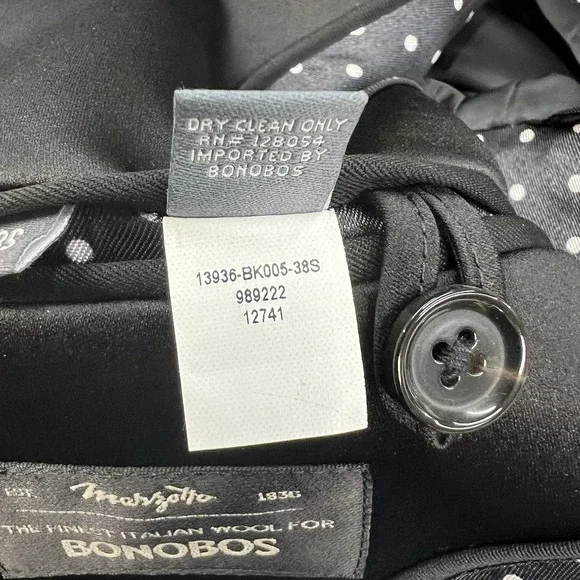 DRY CLEAN ONLY
RN# 128054
IMPORTED BY
BONOBOS
13936-BK005-38S
989222
12741
EST. Marzotto 1836
THE FINEST ITALIAN WOOL FOR
BONOBOS